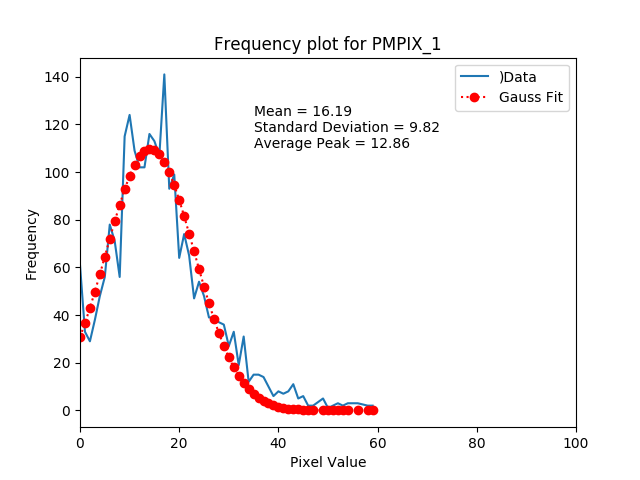 Frequency plot for PMPIX_1
)Data
Gauss Fit
Mean = 16.19
Standard Deviation = 9.82
Average Peak = 12.86
Frequency
140
120
100
80
60
40
20
0
0 20 40 60 80 100
Pixel Value